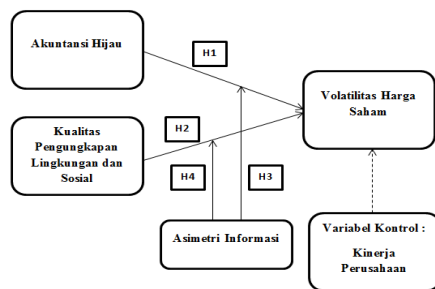 Akuntansi Hijau
H1
Volatilitas Harga
Saham
Kualitas
Pengungkapan
Lingkungan dan
Sosial
H2
H4
H3
Asimetri Informasi
Variabel Kontrol :
Kinerja
Perusahaan